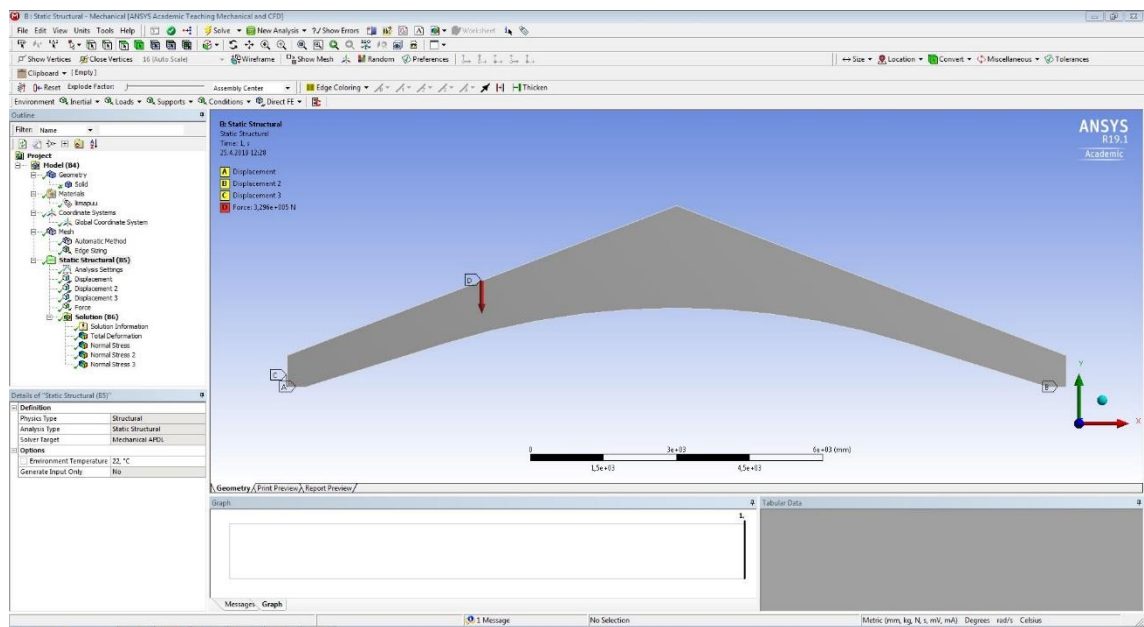 B : Static Structural - Mechanical [ANSYS Academic Teaching Mechanical and CFD]
File Edit View Units Tools Help Solve New Analysis ?/ Show Errors Worksheet
Show Vertices Close Vertices 16 (Auto Scale) Wireframe Show Mesh Random Preferences Size Location Convert Miscellaneous Tolerances
Clipboard [Empty]
Reset Explode Factor: Assembly Center Edge Coloring Thicken
Environment Inertial Loads Supports Conditions Direct FE
Outline
Filter: Name
Project
Model (B4)
Geometry
Solid
Materials
liimapuu
Coordinate Systems
Global Coordinate System
Mesh
Automatic Method
Edge Sizing
Static Structural (B5)
Analysis Settings
Displacement
Displacement 2
Displacement 3
Force
Solution (B6)
Solution Information
Total Deformation
Normal Stress
Normal Stress 2
Normal Stress 3
Details of "Static Structural (B5)"
Definition
Physics Type Structural
Analysis Type Static Structural
Solver Target Mechanical APDL
Options
Environment Temperature 22, °C
Generate Input Only No
B: Static Structural
Static Structural
Time: 1, s
25.4.2019 12:20
A Displacement
B Displacement 2
C Displacement 3
D Force: 3,296e+005 N
ANSYS
R19.1
Academic
D
C
A
B
Y
X
0 3e+03 6e+03 (mm)
1,5e+03 4,5e+03
Geometry Print Preview Report Preview
Graph
1,
Tabular Data
Messages Graph
1 Message No Selection Metric (mm, kg, N, s, mV, mA) Degrees rad/s Celsius